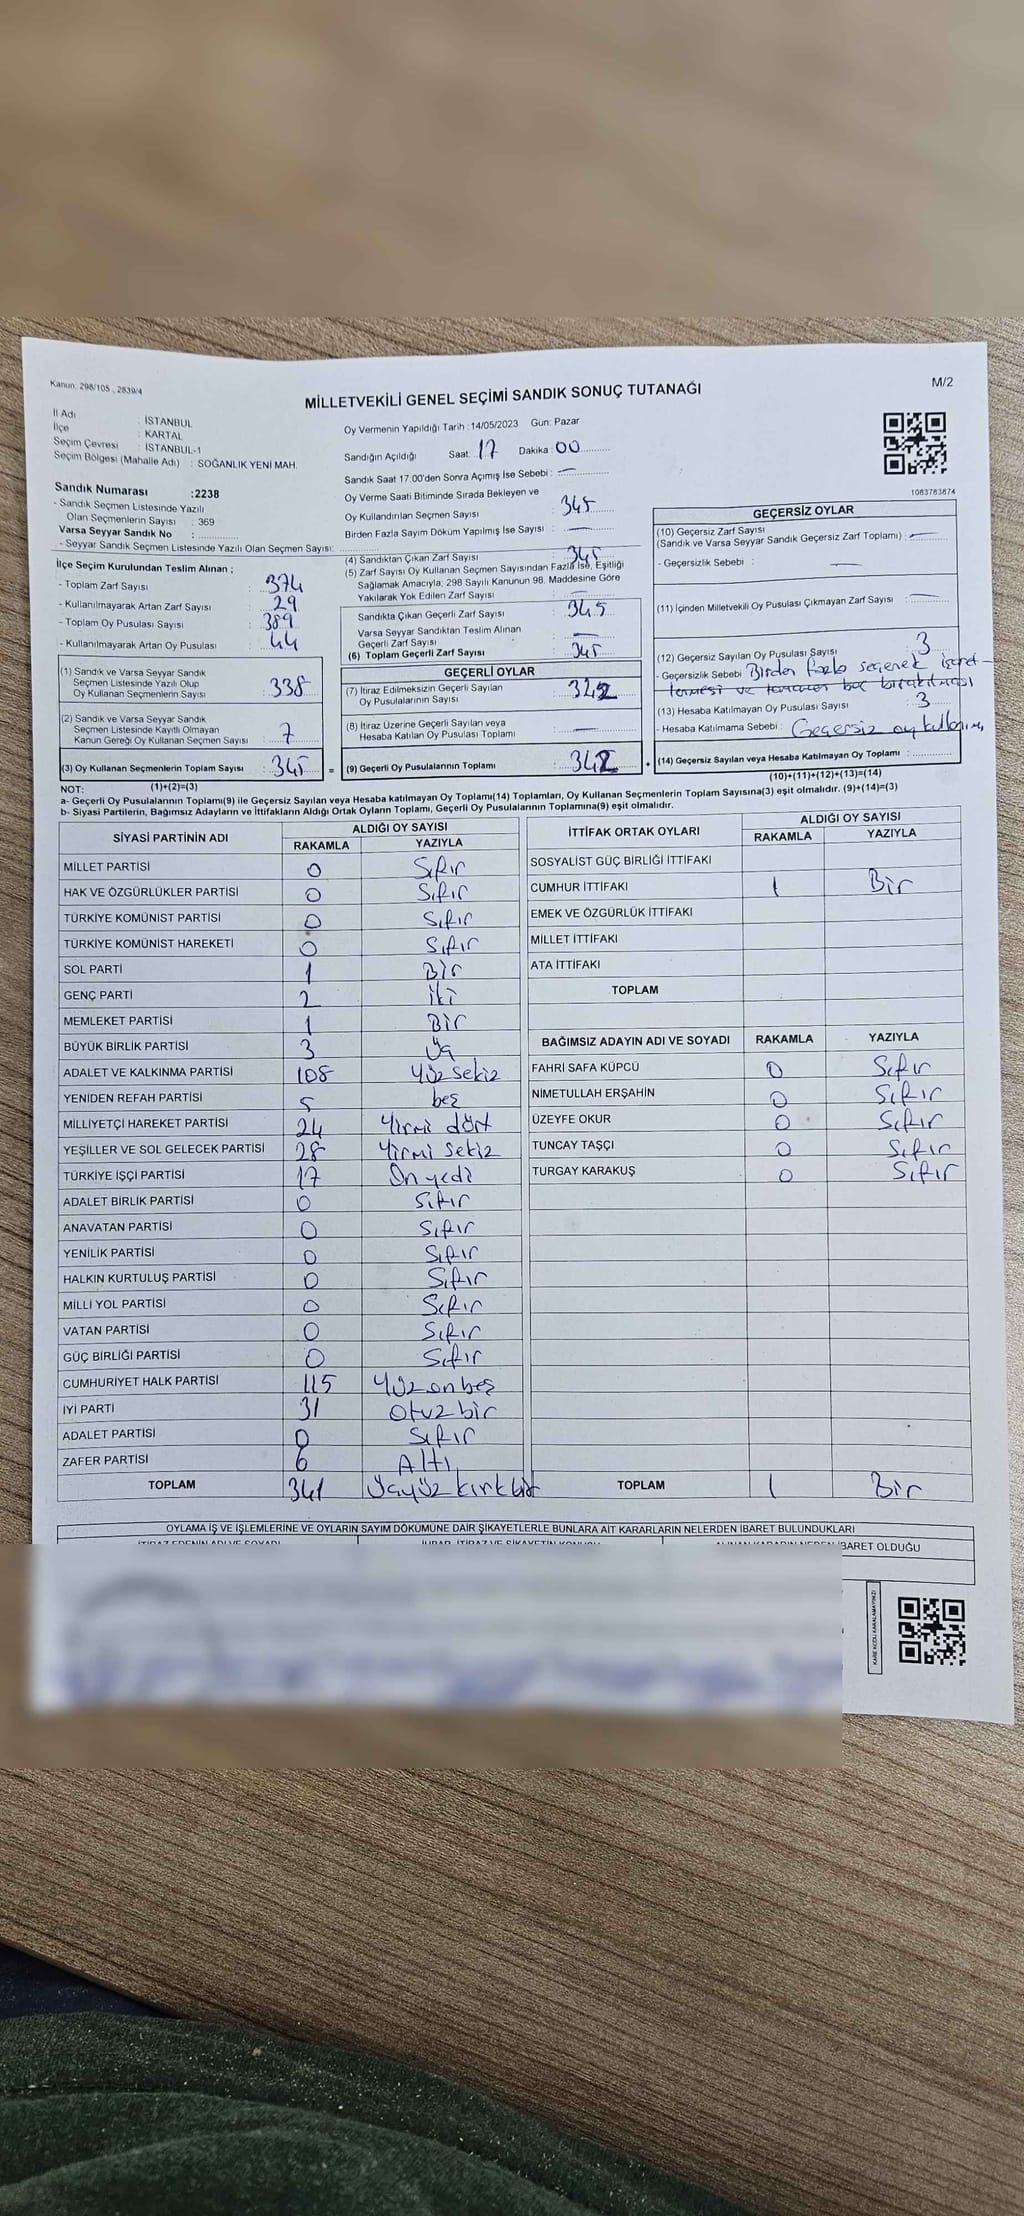 Kanun: 298/105 , 2839/4
MİLLETVEKİLİ GENEL SEÇİMİ SANDIK SONUÇ TUTANAĞI
M/2
İl Adı : İSTANBUL
İlçe : KARTAL
Seçim Çevresi : İSTANBUL-1
Seçim Bölgesi (Mahalle Adı) : SOĞANLIK YENİ MAH.
Sandık Numarası :2238
- Sandık Seçmen Listesinde Yazılı
Olan Seçmenlerin Sayısı : 369
Varsa Seyyar Sandık No :
- Seyyar Sandık Seçmen Listesinde Yazılı Olan Seçmen Sayısı:
Oy Vermenin Yapıldığı Tarih :14/05/2023 Gün: Pazar
Sandığın Açıldığı Saat: 17 Dakika : 00
Sandık Saat 17.00'den Sonra Açımış İse Sebebi : —
Oy Verme Saati Bitiminde Sırada Bekleyen ve
Oy Kullandırılan Seçmen Sayısı : 345
Birden Fazla Sayım Döküm Yapılmış İse Sayısı : —
1083763674
İlçe Seçim Kurulundan Teslim Alınan ;
- Toplam Zarf Sayısı : 374
- Kullanılmayarak Artan Zarf Sayısı : 29
- Toplam Oy Pusulası Sayısı : 389
- Kullanılmayarak Artan Oy Pusulası : 44
(1) Sandık ve Varsa Seyyar Sandık
Seçmen Listesinde Yazılı Olup
Oy Kullanan Seçmenlerin Sayısı : 338
(2) Sandık ve Varsa Seyyar Sandık
Seçmen Listesinde Kayıtlı Olmayan
Kanun Gereği Oy Kullanan Seçmen Sayısı : 7
(3) Oy Kullanan Seçmenlerin Toplam Sayısı : 345 =
(4) Sandıktan Çıkan Zarf Sayısı : 345
(5) Zarf Sayısı Oy Kullanan Seçmen Sayısından Fazla İse, Eşitliği
Sağlamak Amacıyla; 298 Sayılı Kanunun 98. Maddesine Göre
Yakılarak Yok Edilen Zarf Sayısı : —
Sandıkta Çıkan Geçerli Zarf Sayısı : 345
Varsa Seyyar Sandıktan Teslim Alınan
Geçerli Zarf Sayısı : —
(6) Toplam Geçerli Zarf Sayısı : 345
GEÇERLİ OYLAR
(7) İtiraz Edilmeksizin Geçerli Sayılan
Oy Pusulalarının Sayısı : 342
(8) İtiraz Üzerine Geçerli Sayılan veya
Hesaba Katılan Oy Pusulası Toplamı : —
(9) Geçerli Oy Pusulalarının Toplamı : 342 +
GEÇERSİZ OYLAR
(10) Geçersiz Zarf Sayısı
(Sandık ve Varsa Seyyar Sandık Geçersiz Zarf Toplamı) : —
- Geçersizlik Sebebi : —
(11) İçinden Milletvekili Oy Pusulası Çıkmayan Zarf Sayısı : —
(12) Geçersiz Sayılan Oy Pusulası Sayısı : 3
- Geçersizlik Sebebi : Birden fazla seçenek işaret-
lenmesi ve tamamen boş bırakılması
(13) Hesaba Katılmayan Oy Pusulası Sayısı : 3
- Hesaba Katılmama Sebebi : Geçersiz oy
(14) Geçersiz Sayılan veya Hesaba Katılmayan Oy Toplamı :
NOT: (1)+(2)=(3) (10)+(11)+(12)+(13)=(14)
a- Geçerli Oy Pusulalarının Toplamı(9) ile Geçersiz Sayılan veya Hesaba katılmayan Oy Toplamı(14) Toplamları, Oy Kullanan Seçmenlerin Toplam Sayısına(3) eşit olmalıdır. (9)+(14)=(3)
b- Siyasi Partilerin, Bağımsız Adayların ve İttifakların Aldığı Ortak Oyların Toplamı, Geçerli Oy Pusulalarının Toplamına(9) eşit olmalıdır.
SİYASİ PARTİNİN ADI ALDIĞI OY SAYISI
RAKAMLA YAZIYLA
MİLLET PARTİSİ 0 Sıfır
HAK VE ÖZGÜRLÜKLER PARTİSİ 0 Sıfır
TÜRKİYE KOMÜNİST PARTİSİ 0 Sıfır
TÜRKİYE KOMÜNİST HAREKETİ 0 Sıfır
SOL PARTİ 1 Bir
GENÇ PARTİ 2 İki
MEMLEKET PARTİSİ 1 Bir
BÜYÜK BİRLİK PARTİSİ 3 Üç
ADALET VE KALKINMA PARTİSİ 108 Yüz sekiz
YENİDEN REFAH PARTİSİ 5 beş
MİLLİYETÇİ HAREKET PARTİSİ 24 Yirmi dört
YEŞİLLER VE SOL GELECEK PARTİSİ 28 Yirmi sekiz
TÜRKİYE İŞÇİ PARTİSİ 17 Onyedi
ADALET BİRLİK PARTİSİ 0 Sıfır
ANAVATAN PARTİSİ 0 Sıfır
YENİLİK PARTİSİ 0 Sıfır
HALKIN KURTULUŞ PARTİSİ 0 Sıfır
MİLLİ YOL PARTİSİ 0 Sıfır
VATAN PARTİSİ 0 Sıfır
GÜÇ BİRLİĞİ PARTİSİ 0 Sıfır
CUMHURİYET HALK PARTİSİ 115 Yüz onbeş
İYİ PARTİ 31 Otuzbir
ADALET PARTİSİ 0 Sıfır
ZAFER PARTİSİ 6 Altı
TOPLAM 341 Üçyüz kırkbir
İTTİFAK ORTAK OYLARI ALDIĞI OY SAYISI
RAKAMLA YAZIYLA
SOSYALİST GÜÇ BİRLİĞİ İTTİFAKI
CUMHUR İTTİFAKI 1 Bir
EMEK VE ÖZGÜRLÜK İTTİFAKI
MİLLET İTTİFAKI
ATA İTTİFAKI
TOPLAM
BAĞIMSIZ ADAYIN ADI VE SOYADI RAKAMLA YAZIYLA
FAHRİ SAFA KÜPCÜ 0 Sıfır
NİMETULLAH ERŞAHİN 0 Sıfır
ÜZEYFE OKUR 0 Sıfır
TUNCAY TAŞÇI 0 Sıfır
TURGAY KARAKUŞ 0 Sıfır
TOPLAM 1 Bir
OYLAMA İŞ VE İŞLEMLERİNE VE OYLARIN SAYIM DÖKÜMÜNE DAİR ŞİKAYETLERLE BUNLARA AİT KARARLARIN NELERDEN İBARET BULUNDUKLARI
İBARET OLDUĞU
KARE KODU KARALAMAYINIZ!